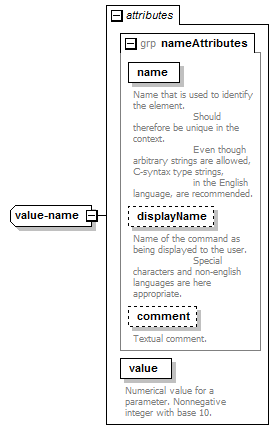 attributes
grp nameAttributes
name
Name that is used to identify
the element.
Should
therefore be unique in the
context.
Even though
arbitrary strings are allowed,
C-syntax type strings,
in the English
language, are recommended.
value-name
displayName
Name of the command as
being displayed to the user.
Special
characters and non-english
languages are here
appropriate.
comment
Textual comment.
value
Numerical value for a
parameter. Nonnegative
integer with base 10.